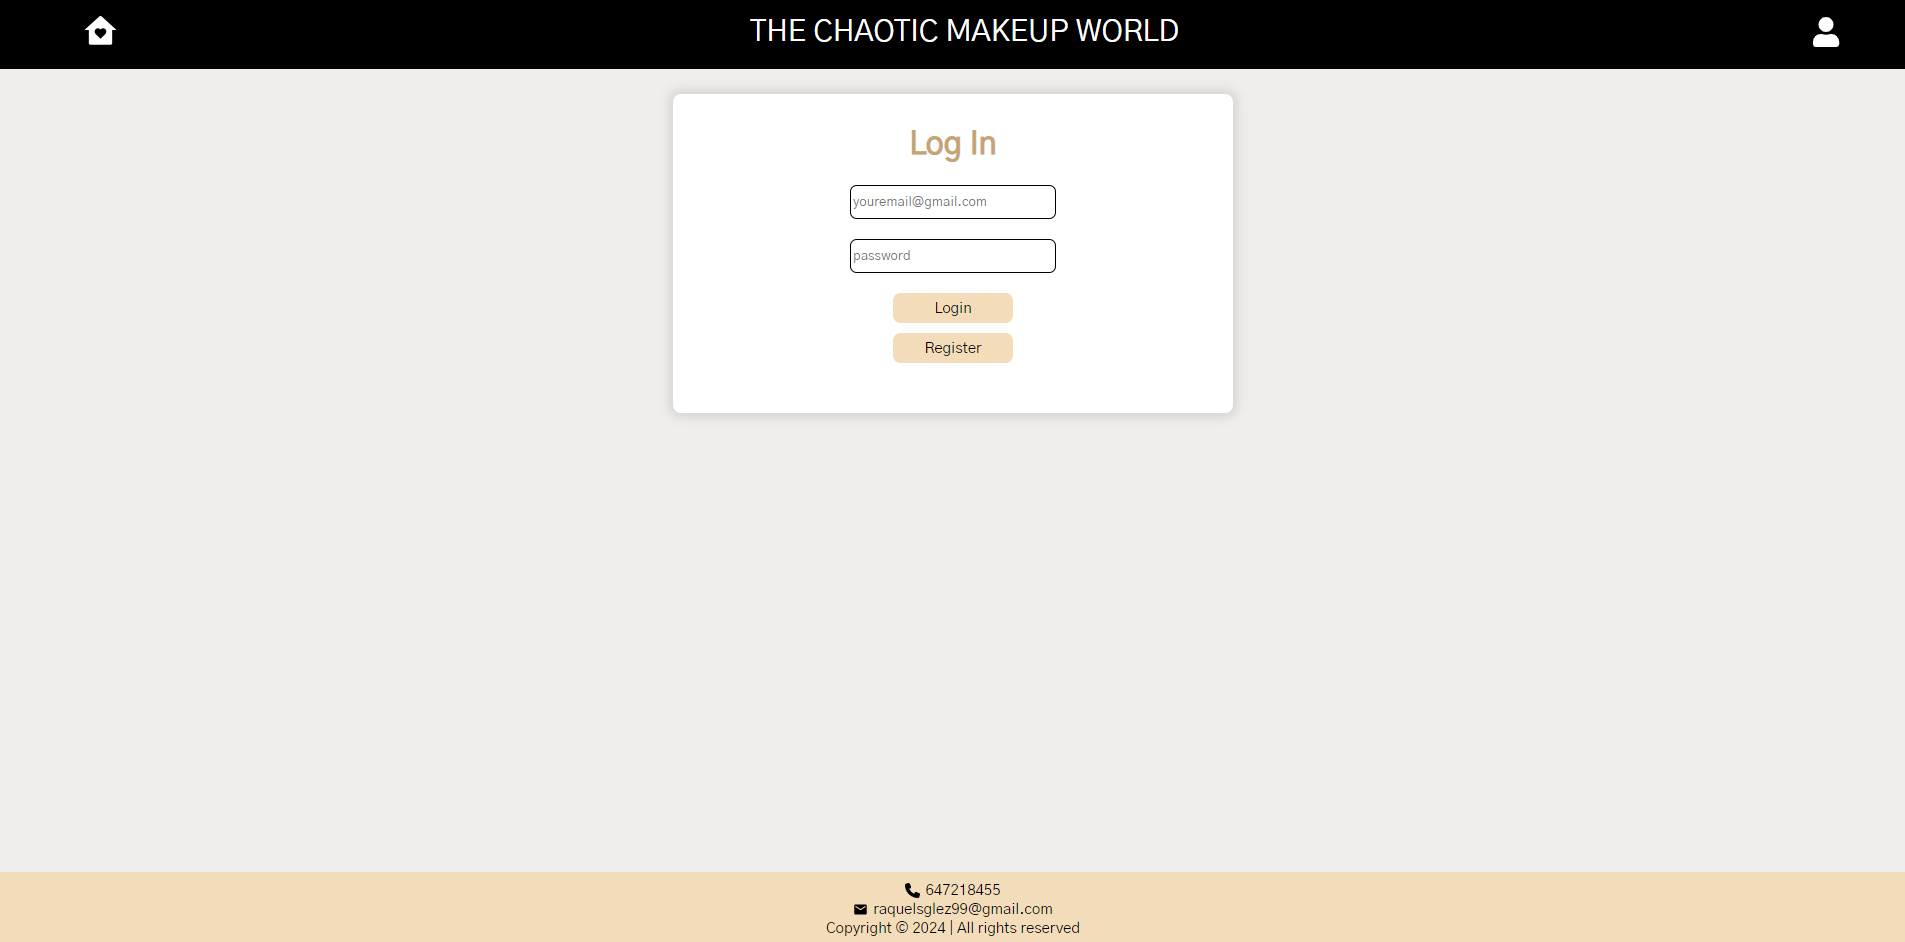 THE CHAOTIC MAKEUP WORLD
Log In
youremail@gmail.com
password
Login
Register
647218455
raquelsglez99@gmail.com
Copyright © 2024 | All rights reserved